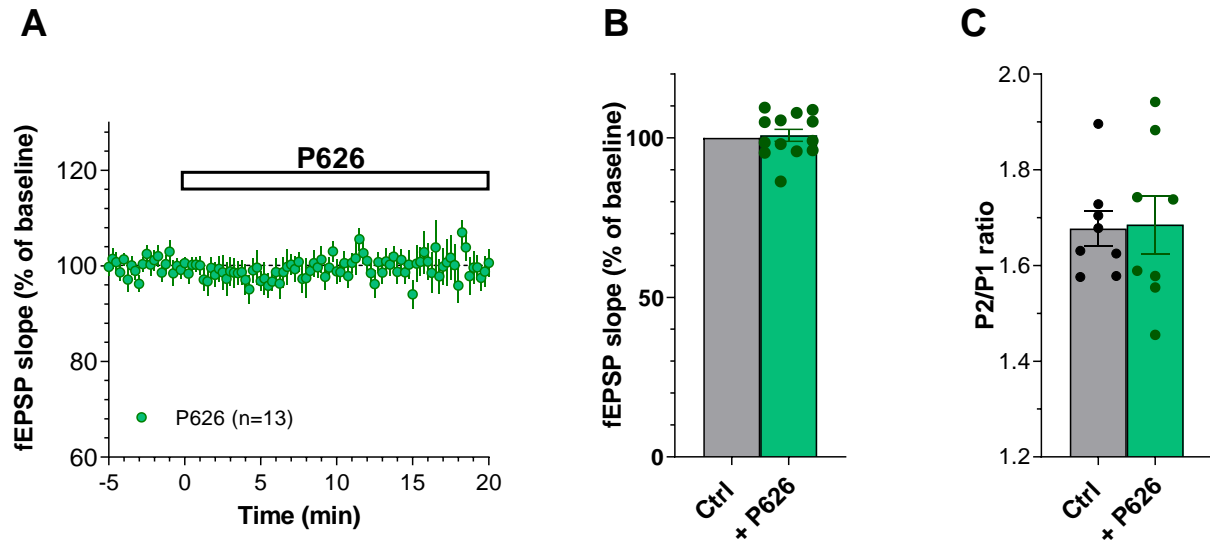 A
fEPSP slope (% of baseline)
120
100
80
60
P626
P626 (n=13)
-5 0 5 10 15 20
Time (min)
B
fEPSP slope (% of baseline)
100
50
0
Ctrl
+ P626
C
P2/P1 ratio
2.0
1.8
1.6
1.4
1.2
Ctrl
+ P626